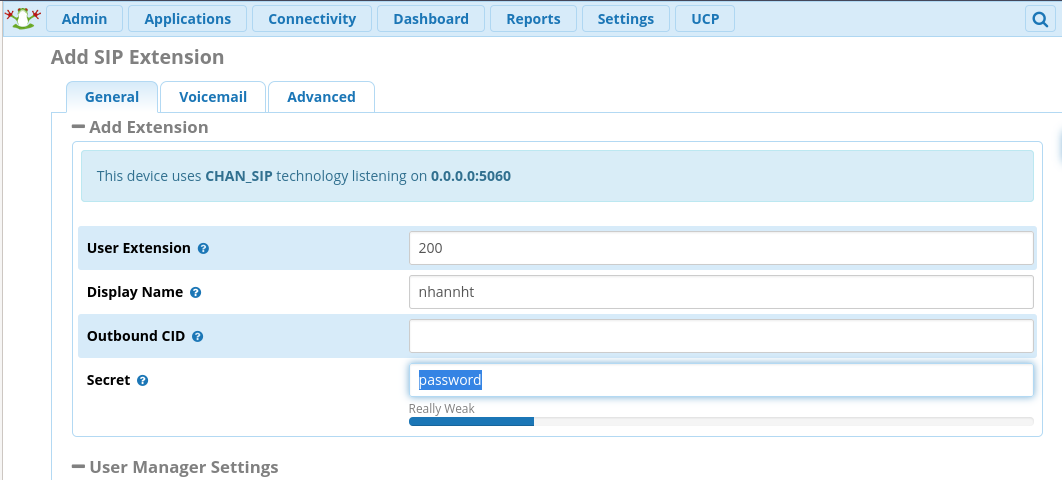 Admin Applications Connectivity Dashboard Reports Settings UCP
Add SIP Extension
General Voicemail Advanced
Add Extension
This device uses CHAN_SIP technology listening on 0.0.0.0:5060
User Extension ? 200
Display Name ? nhannht
Outbound CID ?
Secret ? password
Really Weak
User Manager Settings